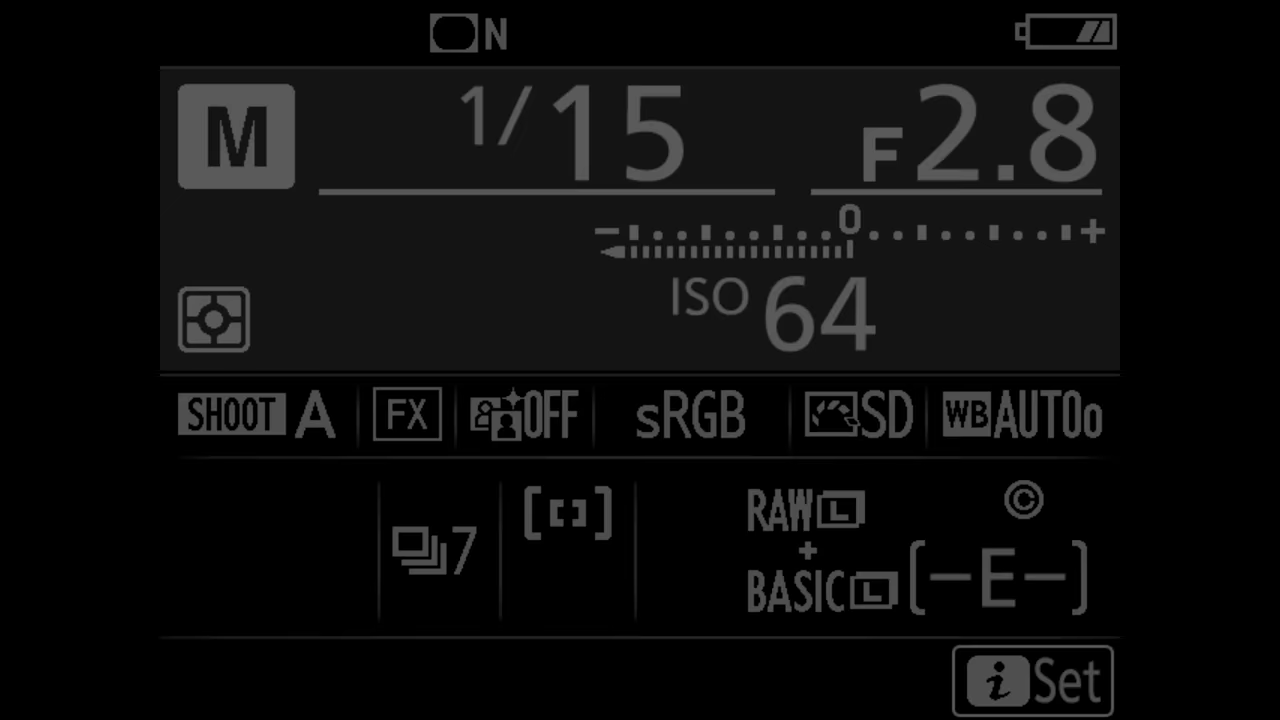 N
M 1/15 F2.8
− 0 +
ISO 64
SHOOT A FX OFF sRGB SD WB AUTO0
7 RAW L ©
+
BASIC L [–E–]
i Set